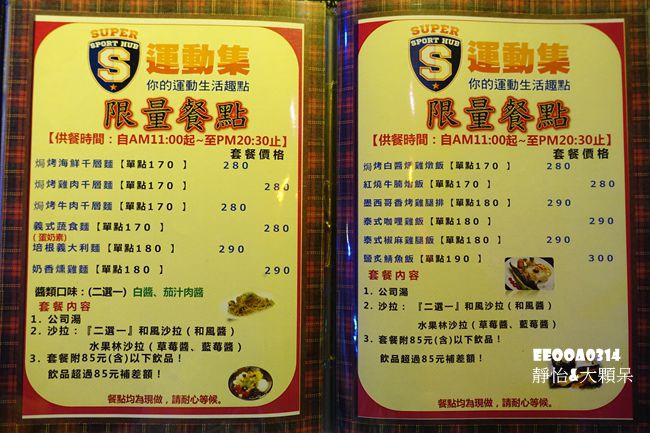 SUPER
SPORT HUB
S
運動集
你的運動生活趣點
限量餐點
【供餐時間：自AM11:00起~至PM20:30止】
套餐價格
焗烤海鮮千層麵【單點170 】 280
焗烤雞肉千層麵【單點170 】 280
焗烤牛肉千層麵【單點170 】 280
義式蔬食麵【單點180 】 290
(蛋奶素)
培根義大利麵【單點180 】 290
奶香燻雞麵【單點180 】 290
醬類口味：(二選一) 白醬、茄汁肉醬
套餐內容
1. 公司湯
2. 沙拉：『二選一』和風沙拉（和風醬）
水果林沙拉（草莓醬、藍莓醬）
3. 套餐附85元(含)以下飲品！
飲品超過85元補差額！
餐點均為現做，請耐心等候。
SUPER
SPORT HUB
S
運動集
你的運動生活趣點
限量餐點
【供餐時間：自AM11:00起~至PM20:30止】
套餐價格
焗烤白醬燻雞燉飯【單點170 】 280
紅燒牛腩燴飯【單點170 】 280
墨西哥香烤雞腿排【單點180 】 290
泰式咖哩雞飯【單點180 】 290
泰式椒麻雞腿飯【單點180 】 290
鹽炙鯖魚飯【單點190 】 300
套餐內容
1. 公司湯
2. 沙拉：『二選一』和風沙拉（和風醬）
水果林沙拉（草莓醬、藍莓醬）
3. 套餐附85元(含)以下飲品！
飲品超過85元補差額！
EE00A0314
靜怡&大顆呆
餐點均為現做，請耐心等候。